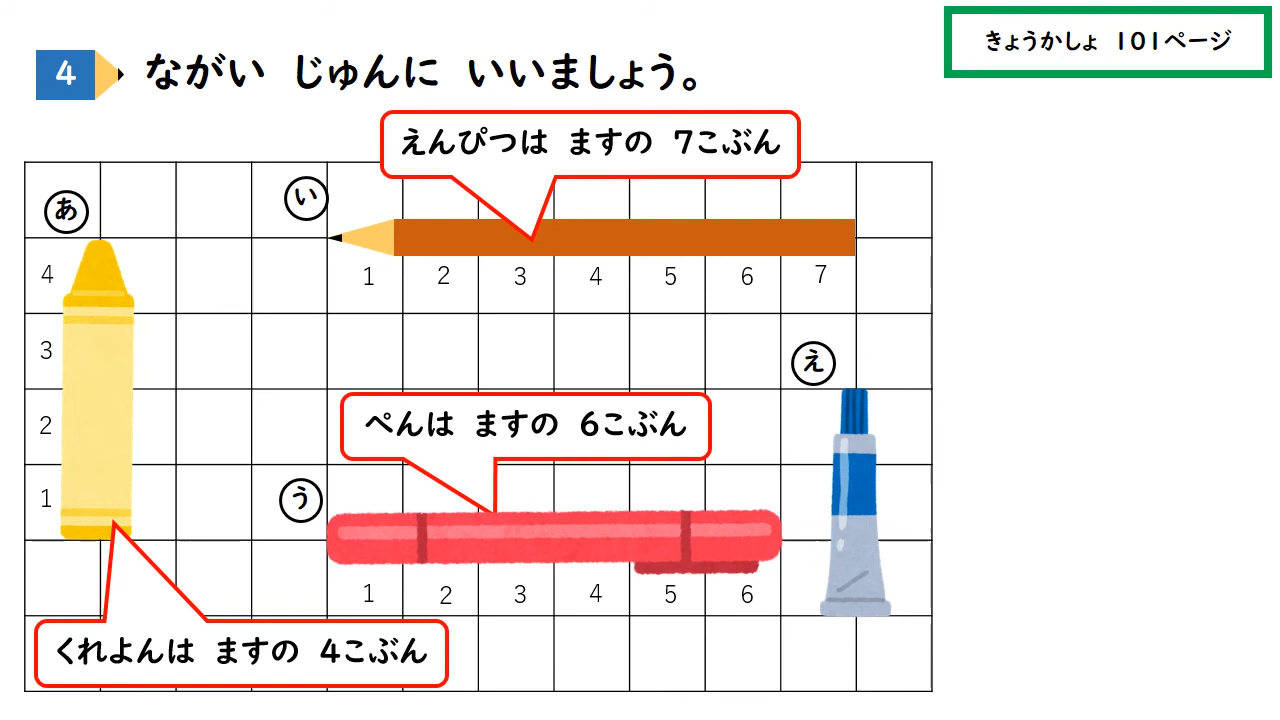 きょうかしょ 101ページ
4 ながい じゅんに いいましょう。
えんぴつは ますの 7こぶん
い
あ
4
1 2 3 4 5 6 7
3
え
ぺんは ますの 6こぶん
2
1
う
1 2 3 4 5 6
くれよんは ますの 4こぶん